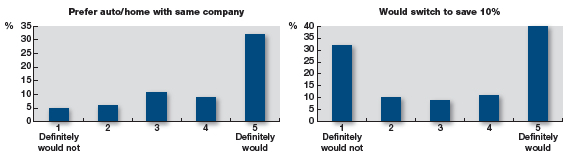 Prefer auto/home with same company
%
35
30
25
20
15
10
5
0
1 2 3 4 5
Definitely would not
Definitely would
Would switch to save 10%
%
40
35
30
25
20
15
10
5
0
1 2 3 4 5
Definitely would not
Definitely would